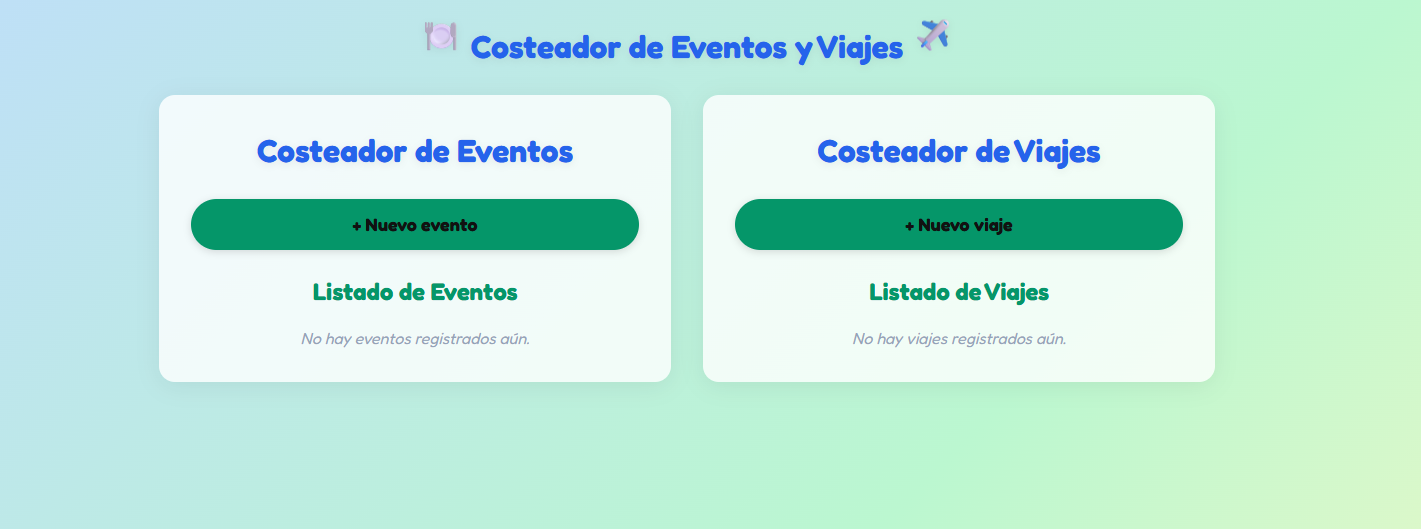 Costeador de Eventos y Viajes
Costeador de Eventos
+ Nuevo evento
Listado de Eventos
No hay eventos registrados aún.
Costeador de Viajes
+ Nuevo viaje
Listado de Viajes
No hay viajes registrados aún.